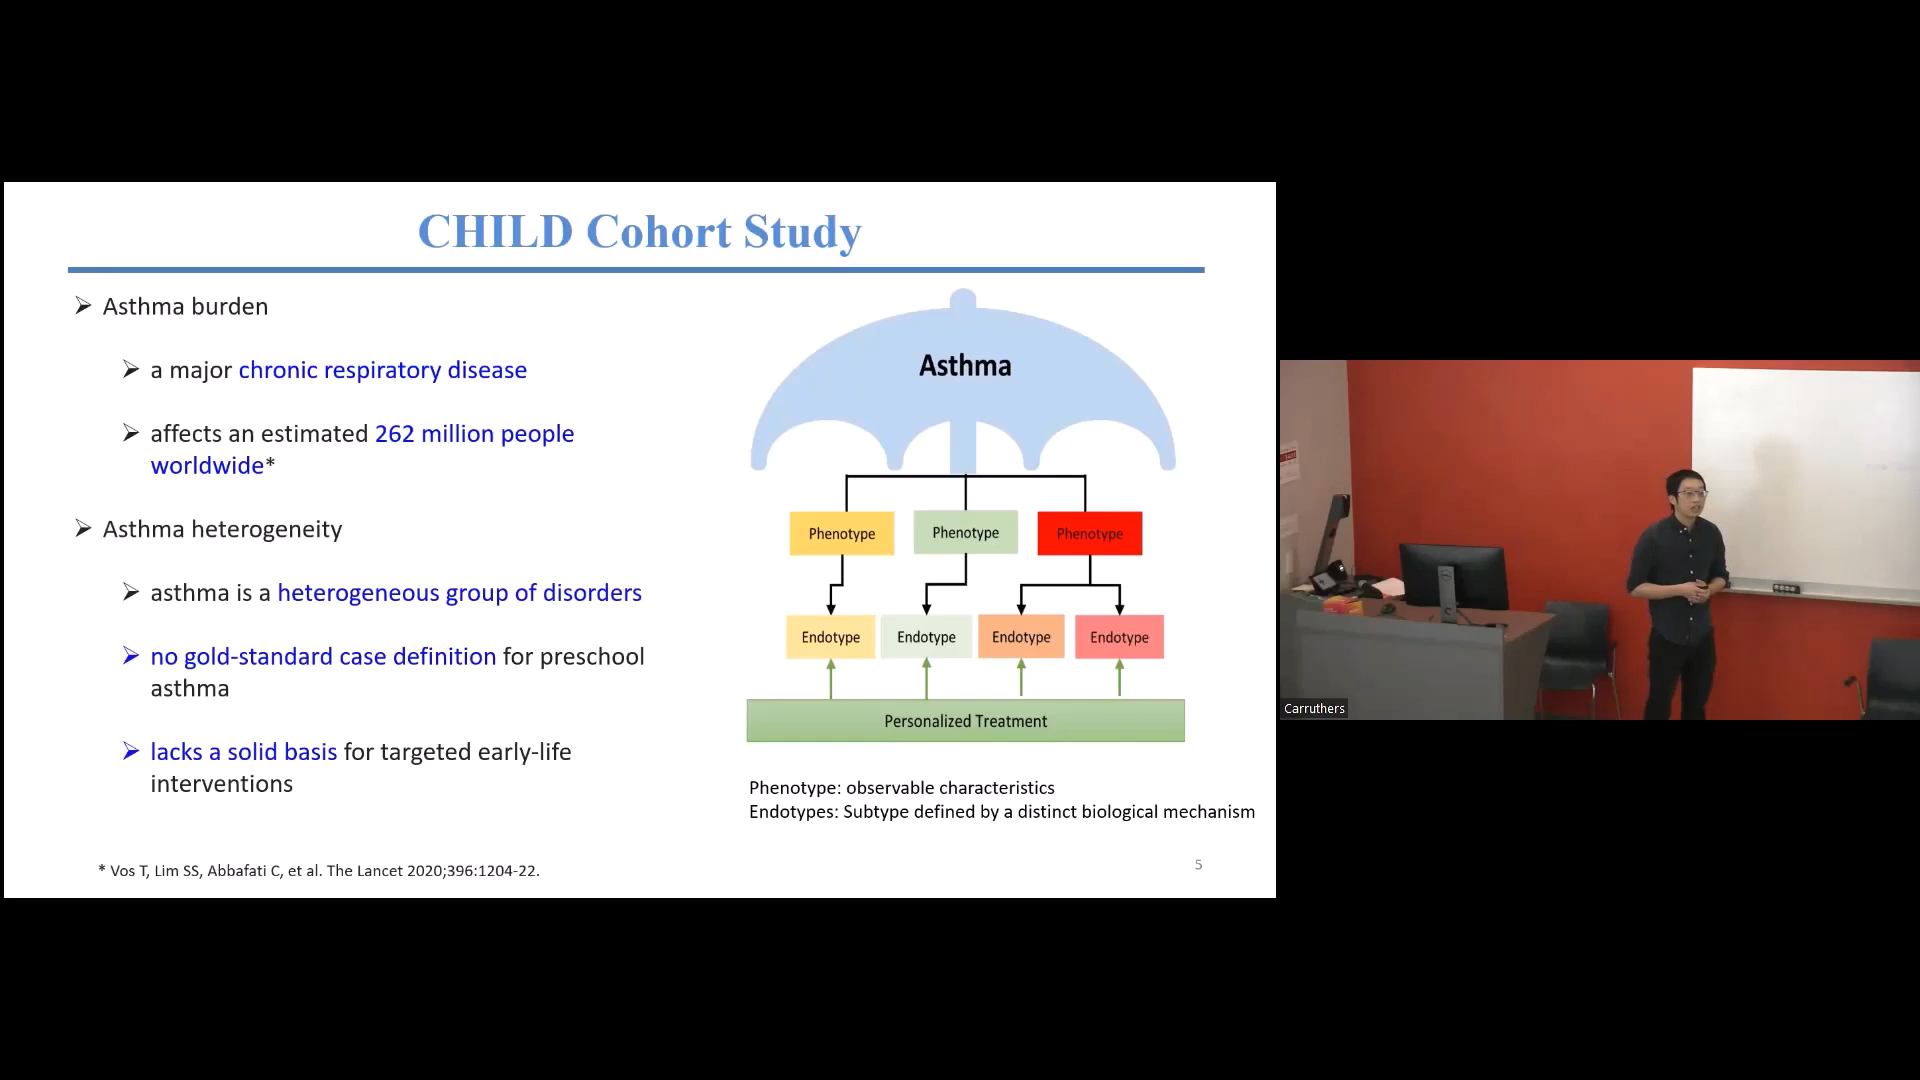 CHILD Cohort Study
Asthma burden
a major chronic respiratory disease
affects an estimated 262 million people
worldwide*
Asthma heterogeneity
asthma is a heterogeneous group of disorders
no gold-standard case definition for preschool
asthma
lacks a solid basis for targeted early-life
interventions
* Vos T, Lim SS, Abbafati C, et al. The Lancet 2020;396:1204-22.
Asthma
Phenotype Phenotype Phenotype
Endotype Endotype Endotype Endotype
Personalized Treatment
Phenotype: observable characteristics
Endotypes: Subtype defined by a distinct biological mechanism
5
Carruthers